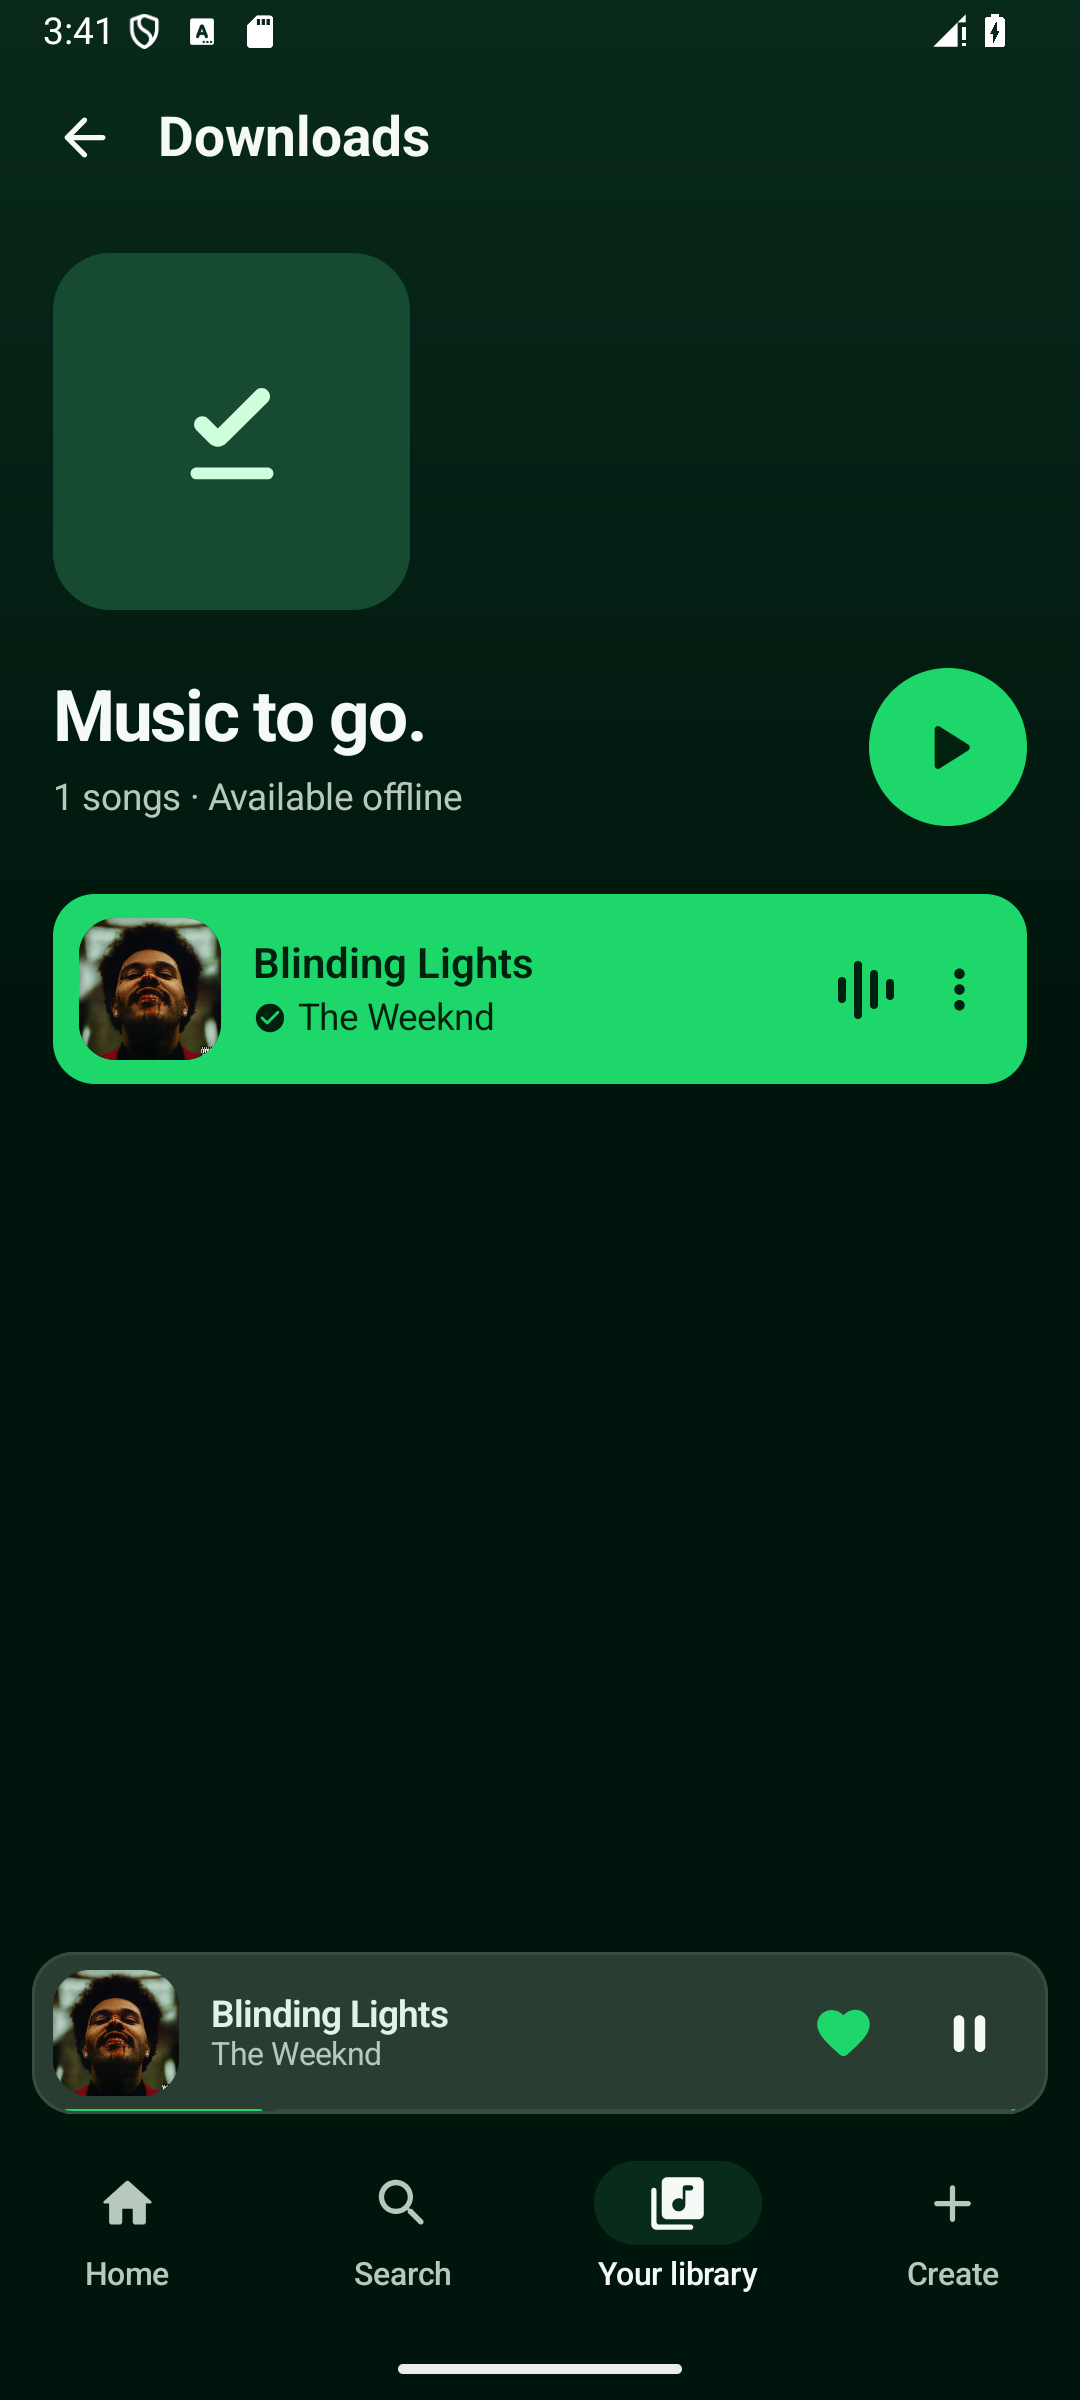 3:41
Downloads
Music to go.
1 songs · Available offline
Blinding Lights
The Weeknd
Blinding Lights
The Weeknd
Home
Search
Your library
Create